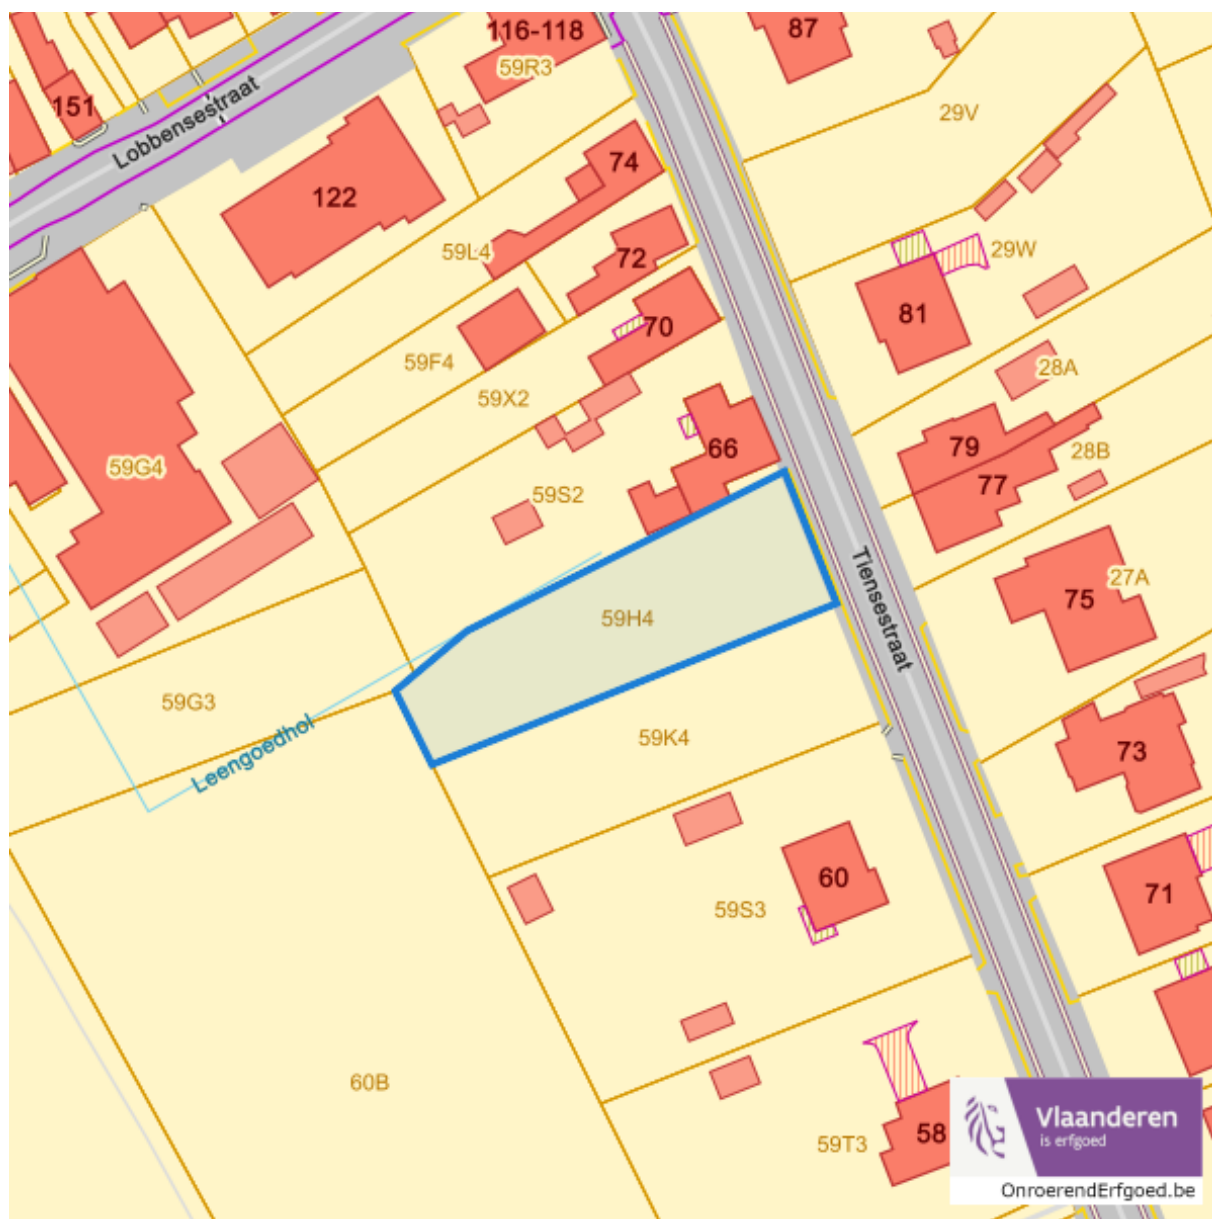 116-118
87
59R3
151
Lobbensestraat
29V
74
122
59L4
72
29W
81
70
59F4
28A
59X2
66
79
28B
59G4
77
59S2
Tiensestraat
27A
75
59H4
59G3
59K4
Leengoedhol
73
60
71
59S3
60B
58
59T3
Vlaanderen
is erfgoed
OnroerendErfgoed.be